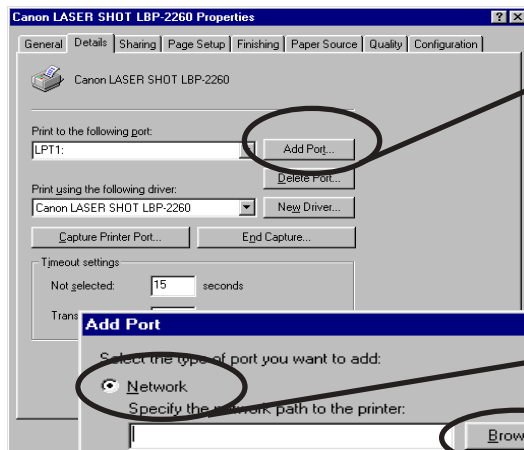 Canon LASER SHOT LBP-2260 Properties
General Details Sharing Page Setup Finishing Paper Source Quality Configuration
Canon LASER SHOT LBP-2260
Print to the following port:
LPT1: Add Port...
Delete Port...
Print using the following driver:
Canon LASER SHOT LBP-2260 New Driver...
Capture Printer Port... End Capture...
Timeout settings
Not selected: 15 seconds
Add Port
Select the type of port you want to add:
Network
Specify the network path to the printer: